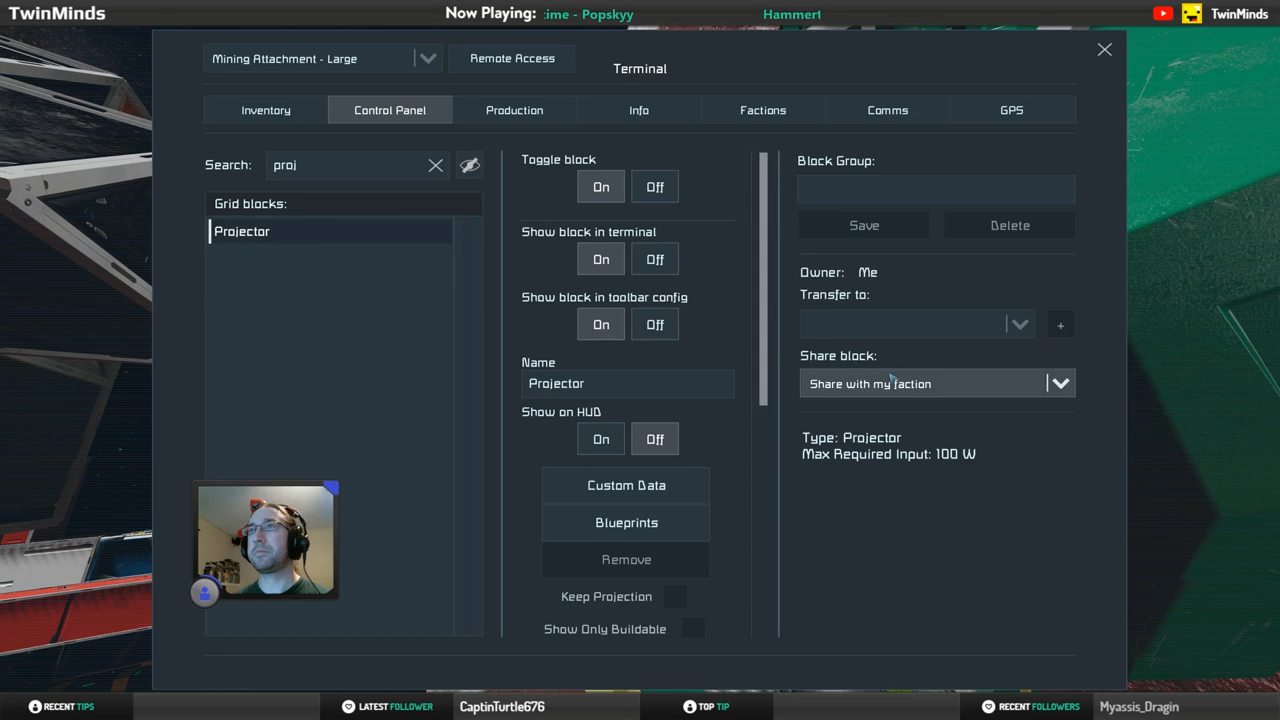 TwinMinds
Now Playing:
:ime - Popskyy
Hammert
TwinMinds
Mining Attachment - Large
Remote Access
Terminal
Inventory
Control Panel
Production
Info
Factions
Comms
GPS
Search:
proj
Grid blocks:
Projector
Toggle block
On
Off
Show block in terminal
On
Off
Show block in toolbar config
On
Off
Name
Projector
Show on HUD
On
Off
Custom Data
Blueprints
Remove
Keep Projection
Show Only Buildable
Block Group:
Save
Delete
Owner: Me
Transfer to:
+
Share block:
Share with my faction
Type: Projector
Max Required Input: 100 W
RECENT TIPS
LATEST FOLLOWER
CaptinTurtle676
TOP TIP
RECENT FOLLOWERS
Myassis_Dragin